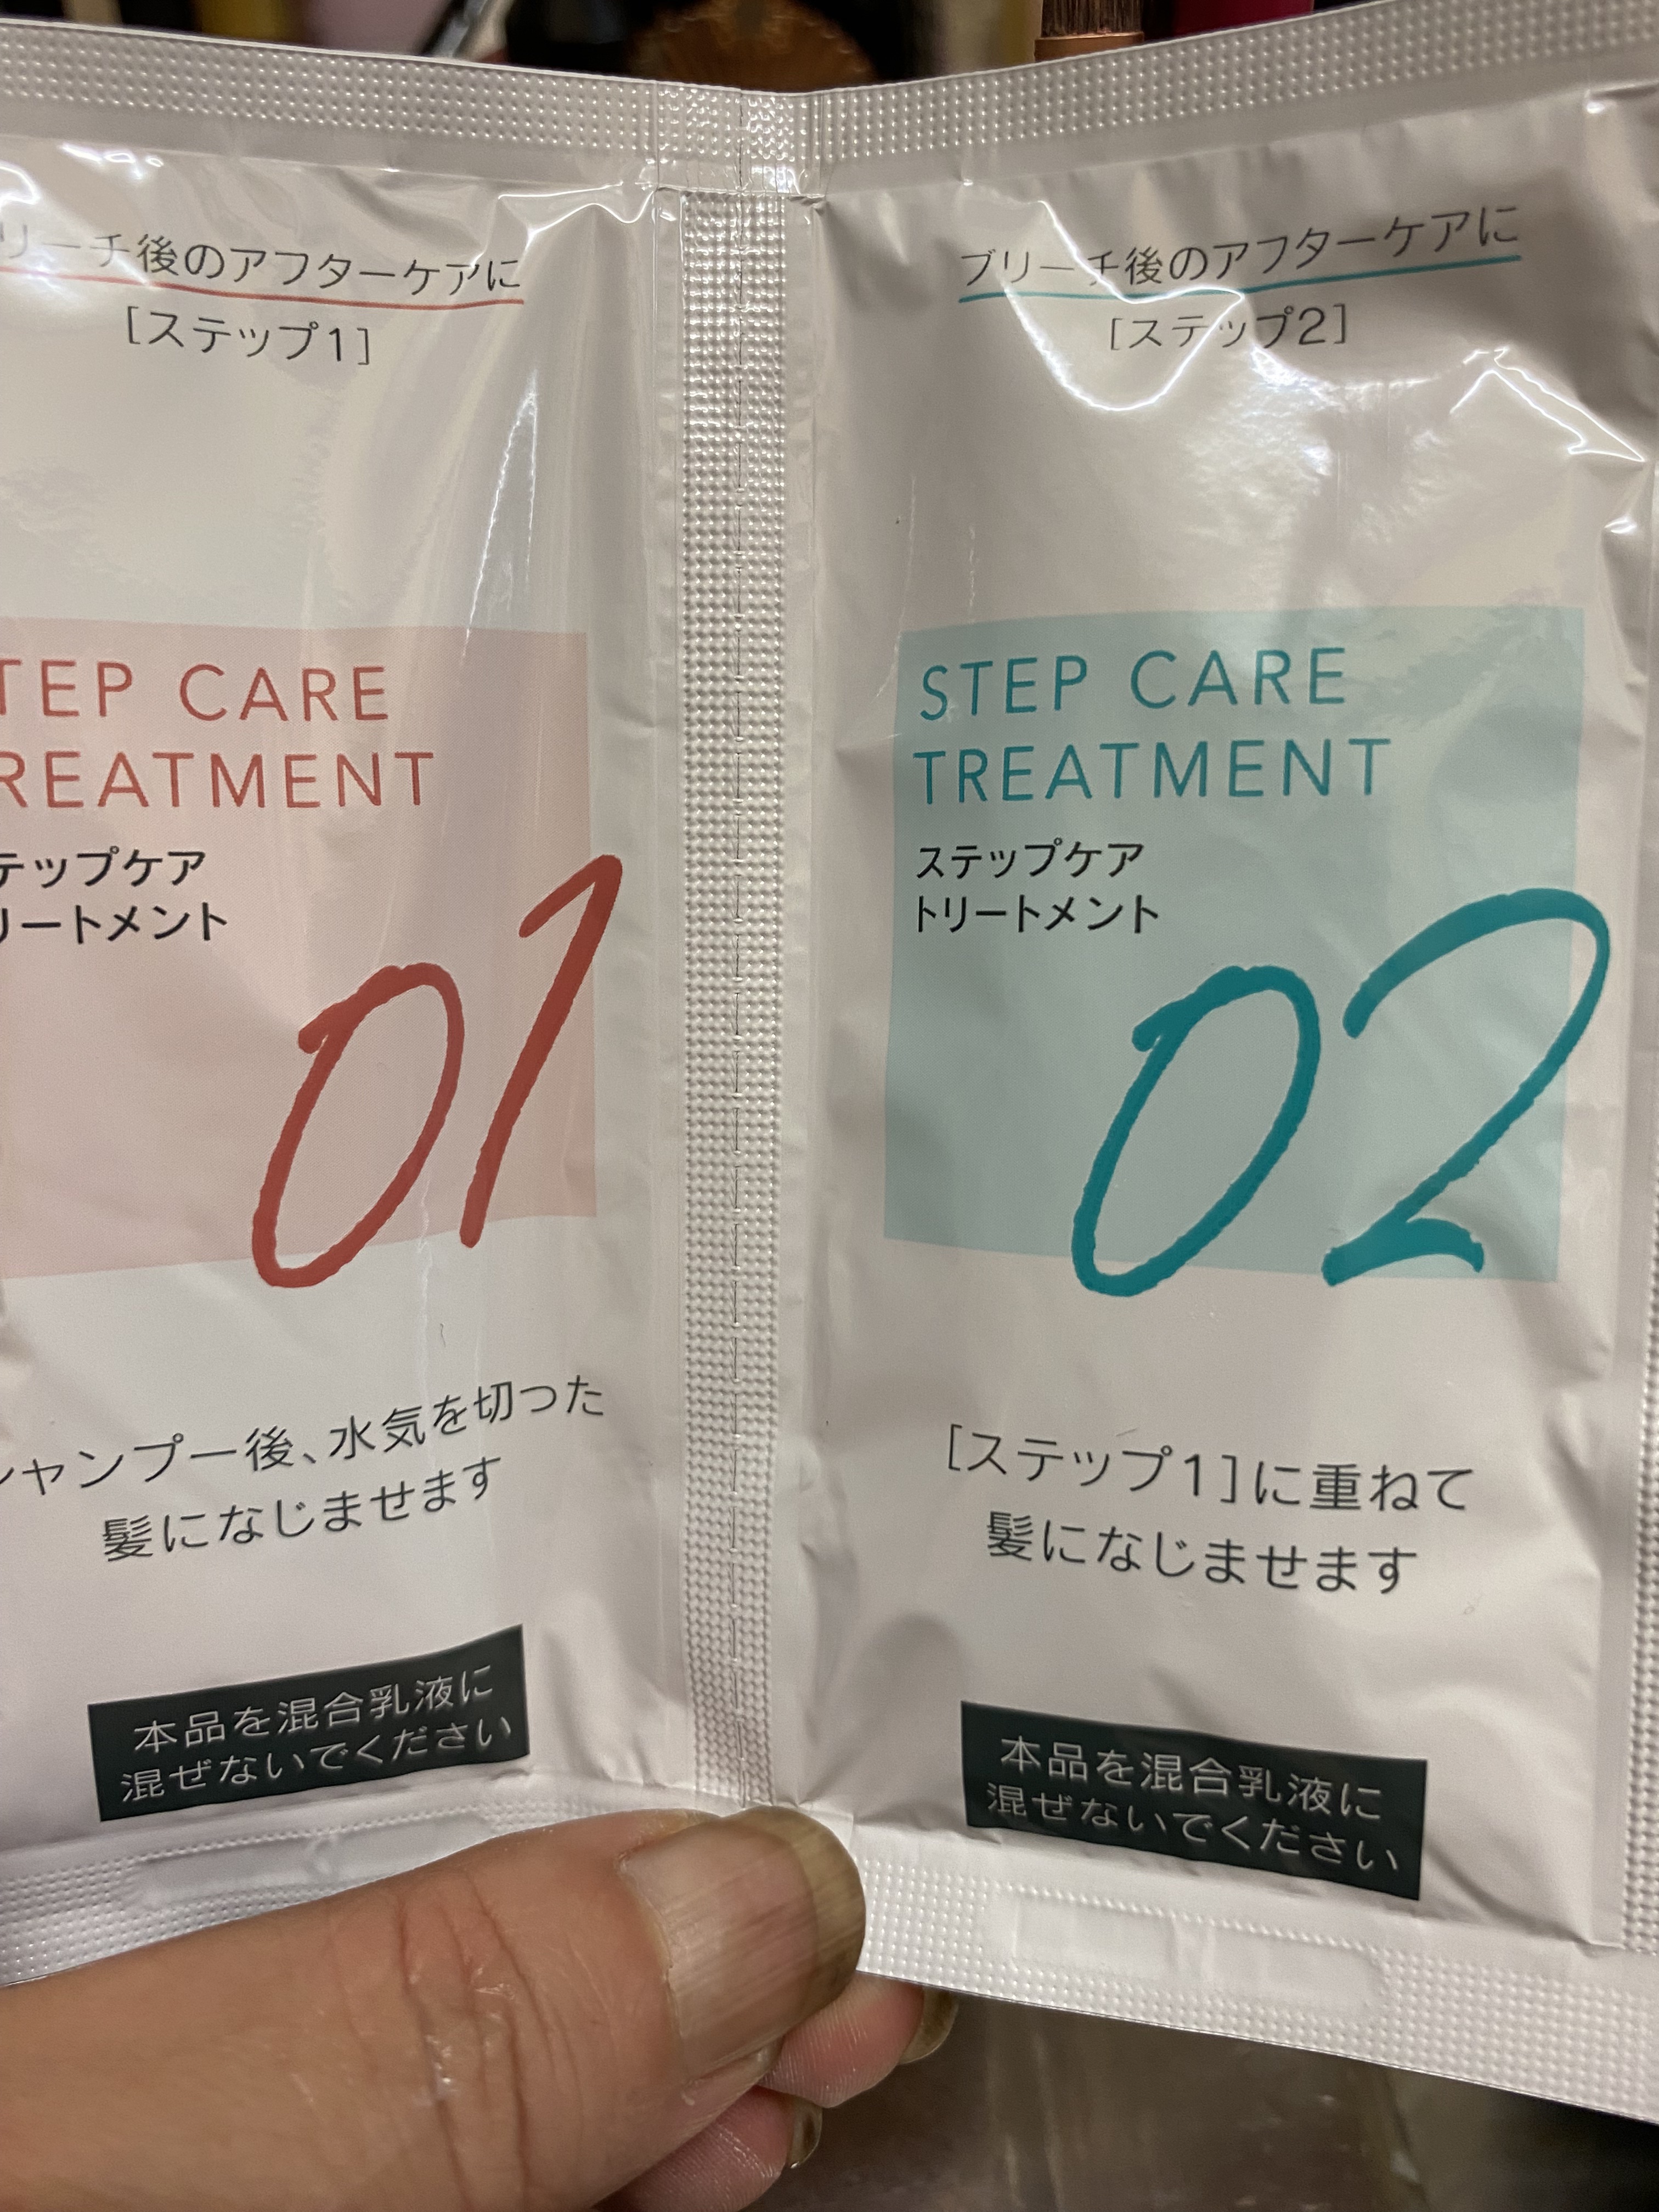 リーチ後のアフターケアに
[ステップ1]
TEP CARE
REATMENT
テップケア
リートメント
01
シャンプー後、水気を切った
髪になじませます
本品を混合乳液に
混ぜないでください
ブリーチ後のアフターケアに
[ステップ2]
STEP CARE
TREATMENT
ステップケア
トリートメント
02
[ステップ1]に重ねて
髪になじませます
本品を混合乳液に
混ぜないでください